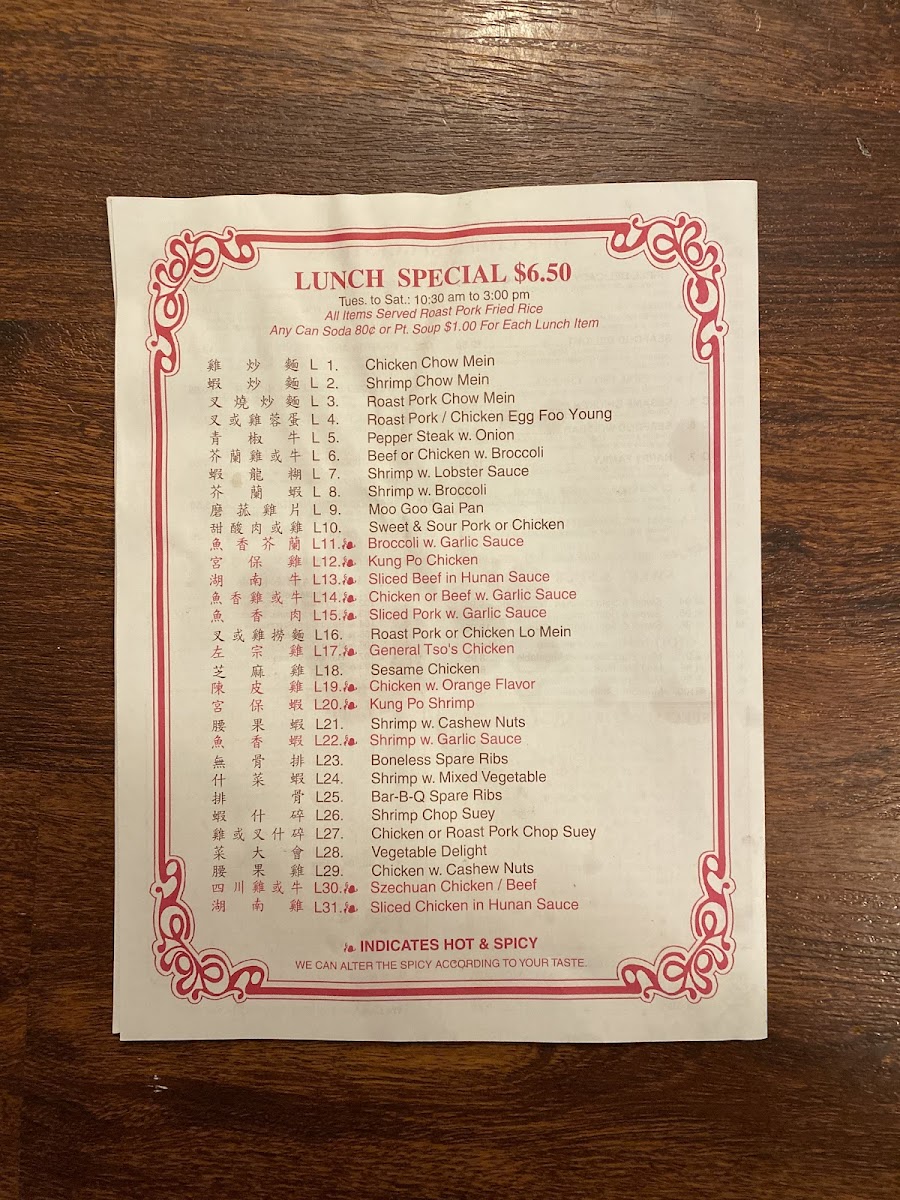 LUNCH SPECIAL $6.50
Tues. to Sat.: 10:30 am to 3:00 pm
All Items Served Roast Pork Fried Rice
Any Can Soda 80¢ or Pt. Soup $1.00 For Each Lunch Item
雞炒麵 L 1. Chicken Chow Mein
蝦炒麵 L 2. Shrimp Chow Mein
叉燒炒麵 L 3. Roast Pork Chow Mein
叉或雞蓉蛋 L 4. Roast Pork / Chicken Egg Foo Young
青椒牛 L 5. Pepper Steak w. Onion
芥蘭雞或牛 L 6. Beef or Chicken w. Broccoli
蝦龍糊 L 7. Shrimp w. Lobster Sauce
芥蘭蝦 L 8. Shrimp w. Broccoli
磨菰雞片 L 9. Moo Goo Gai Pan
甜酸肉或雞 L10. Sweet & Sour Pork or Chicken
魚香芥蘭 L11. Broccoli w. Garlic Sauce
宮保雞 L12. Kung Po Chicken
湖南牛 L13. Sliced Beef in Hunan Sauce
魚香雞或牛 L14. Chicken or Beef w. Garlic Sauce
魚香肉 L15. Sliced Pork w. Garlic Sauce
叉或雞撈麵 L16. Roast Pork or Chicken Lo Mein
左宗雞 L17. General Tso's Chicken
芝麻雞 L18. Sesame Chicken
陳皮雞 L19. Chicken w. Orange Flavor
宮保蝦 L20. Kung Po Shrimp
腰果蝦 L21. Shrimp w. Cashew Nuts
魚香蝦 L22. Shrimp w. Garlic Sauce
無骨排 L23. Boneless Spare Ribs
什菜蝦 L24. Shrimp w. Mixed Vegetable
排骨 L25. Bar-B-Q Spare Ribs
蝦什碎 L26. Shrimp Chop Suey
雞或叉什碎 L27. Chicken or Roast Pork Chop Suey
菜大會 L28. Vegetable Delight
腰果雞 L29. Chicken w. Cashew Nuts
四川雞或牛 L30. Szechuan Chicken / Beef
湖南雞 L31. Sliced Chicken in Hunan Sauce
INDICATES HOT & SPICY
WE CAN ALTER THE SPICY ACCORDING TO YOUR TASTE.